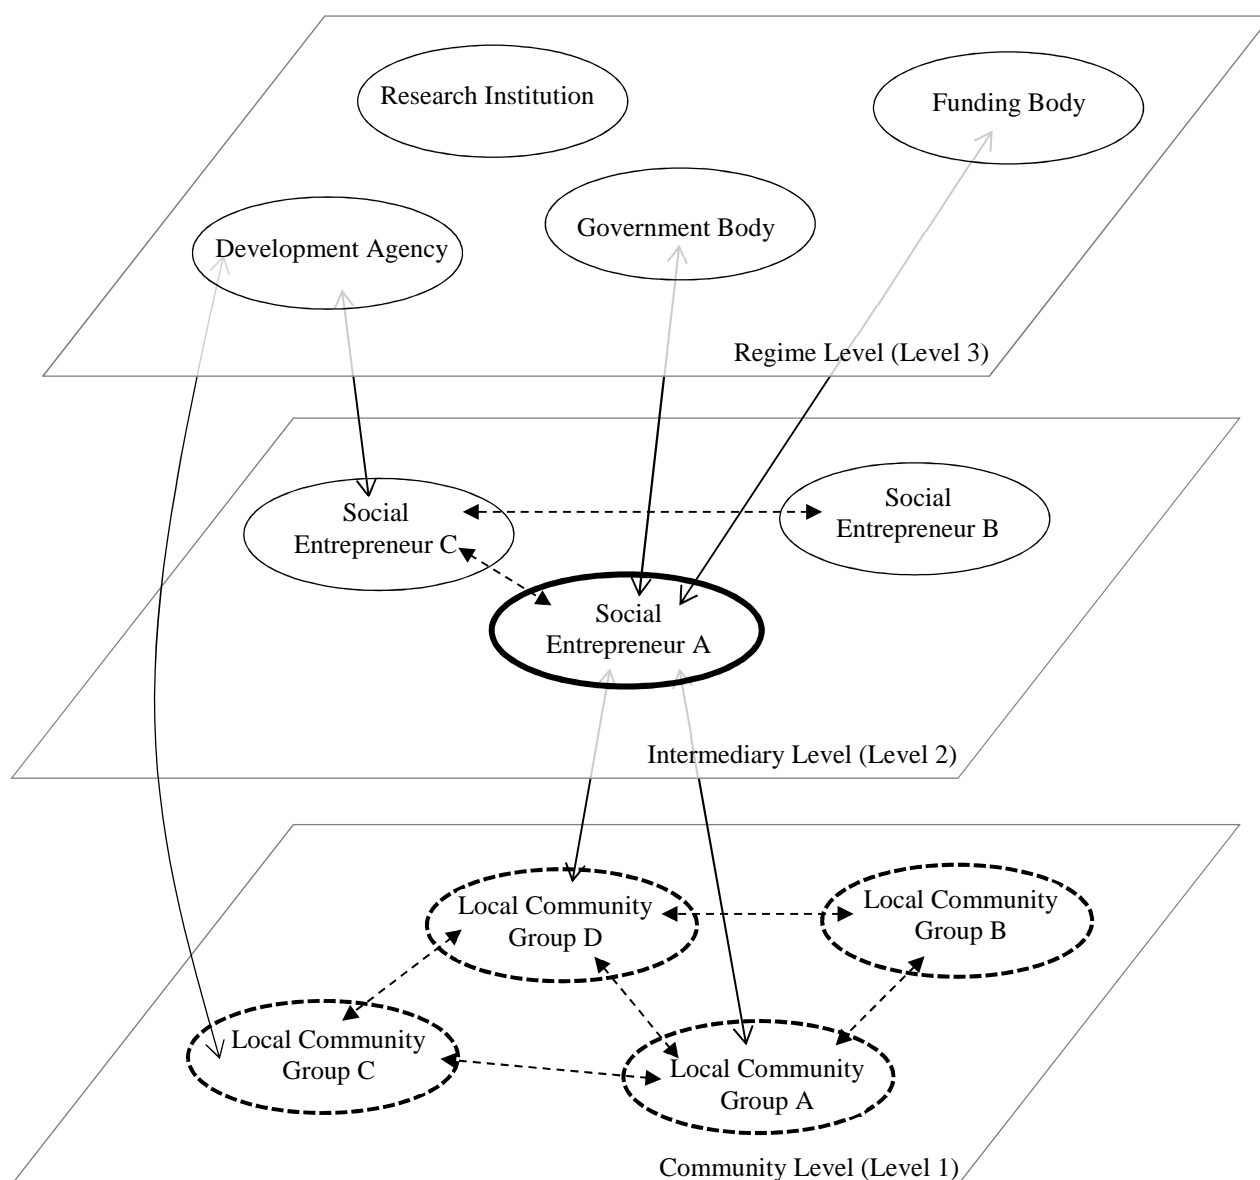 Research Institution
Funding Body
Government Body
Development Agency
Regime Level (Level 3)
Social
Entrepreneur B
Social
Entrepreneur C
Social
Entrepreneur A
Intermediary Level (Level 2)
Local Community
Group D
Local Community
Group B
Local Community
Group C
Local Community
Group A
Community Level (Level 1)